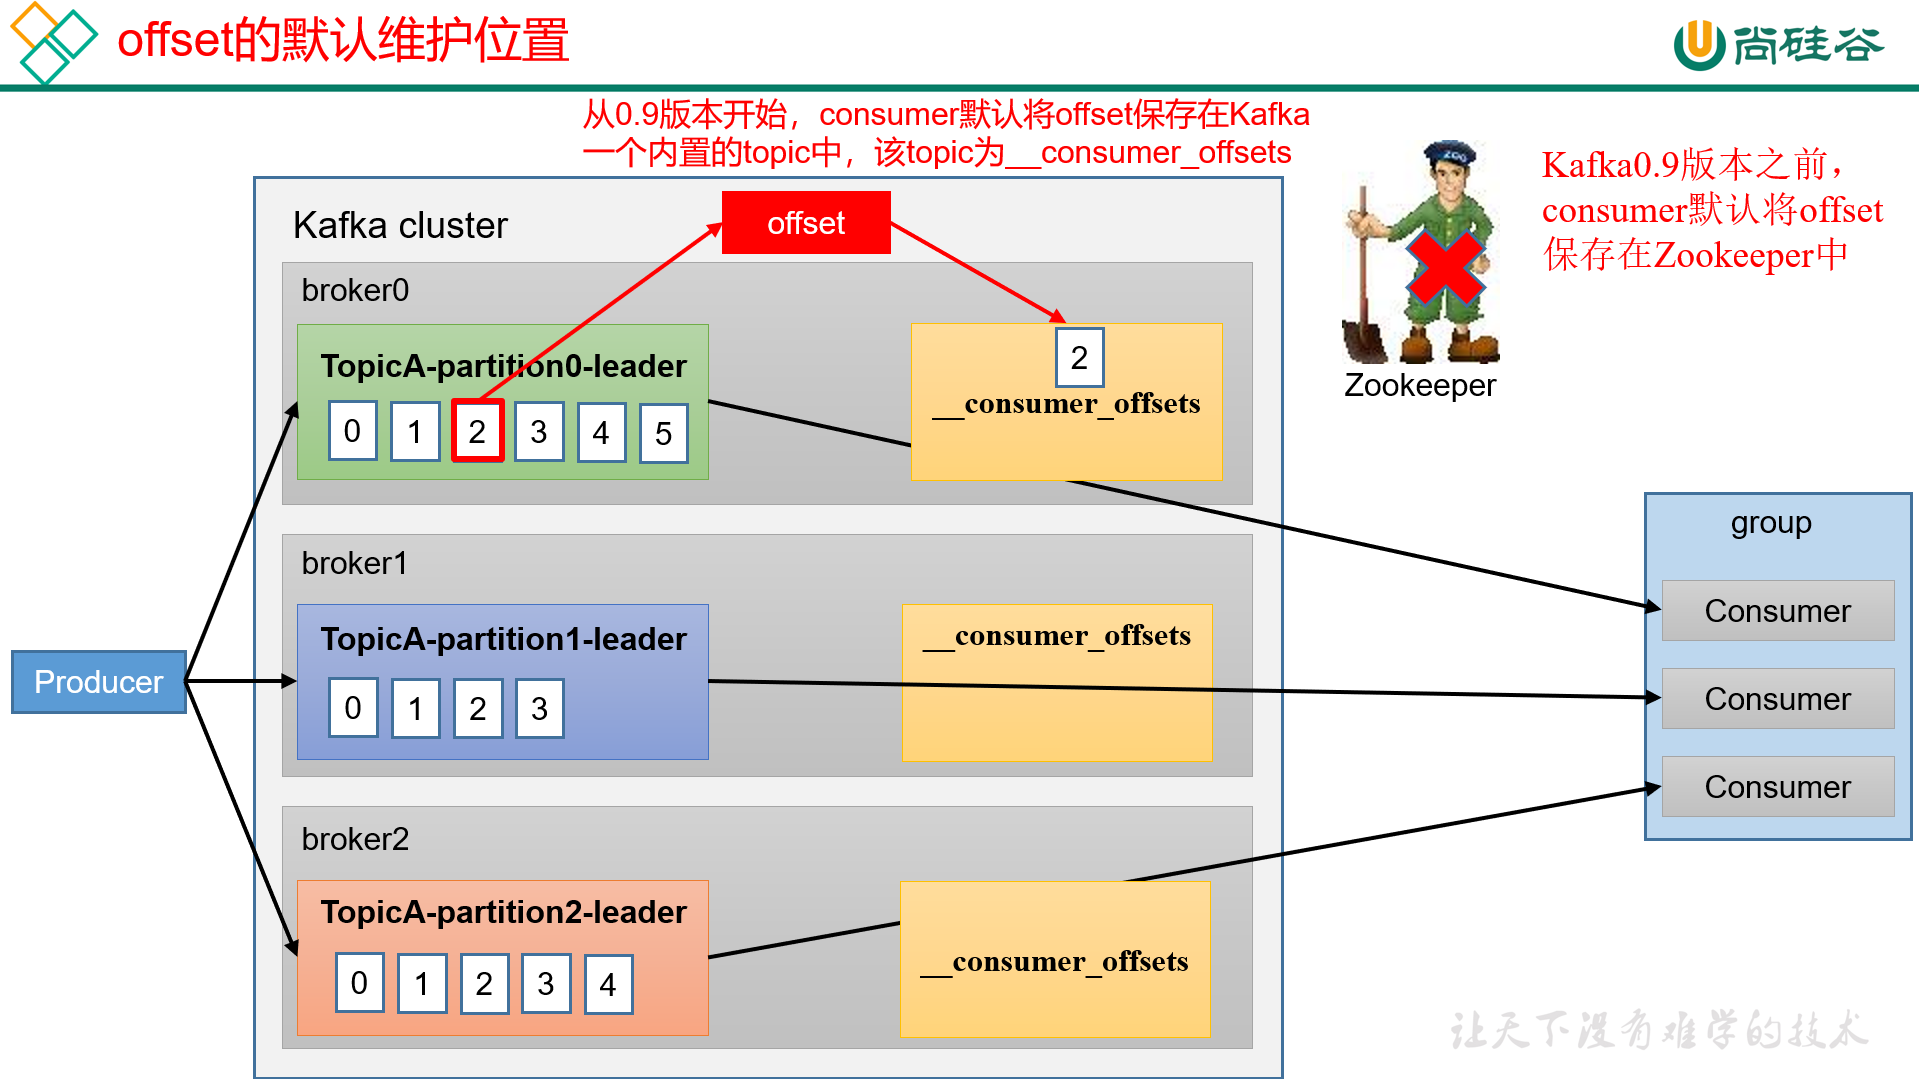 offset的默认维护位置
尚硅谷
从0.9版本开始，consumer默认将offset保存在Kafka
一个内置的topic中，该topic为__consumer_offsets
ZOO
Kafka0.9版本之前，
consumer默认将offset
保存在Zookeeper中
Zookeeper
Kafka cluster
offset
broker0
TopicA-partition0-leader
0 1 2 3 4 5
2
__consumer_offsets
broker1
TopicA-partition1-leader
0 1 2 3
__consumer_offsets
broker2
TopicA-partition2-leader
0 1 2 3 4
__consumer_offsets
Producer
group
Consumer
Consumer
Consumer
让天下没有难学的技术